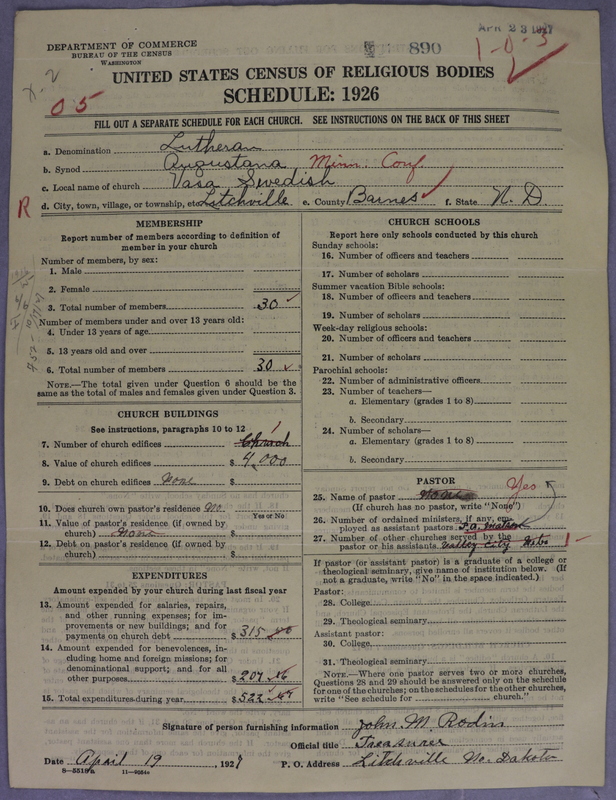 DEPARTMENT OF COMMERCE
BUREAU OF THE CENSUS
WASHINGTON
890
APR 23 1927
1-0-3
X-2
05
UNITED STATES CENSUS OF RELIGIOUS BODIES
SCHEDULE: 1926
FILL OUT A SEPARATE SCHEDULE FOR EACH CHURCH. SEE INSTRUCTIONS ON THE BACK OF THIS SHEET
a. Denomination Lutheran
b. Synod Augustana Minn. Conf.
c. Local name of church Vasa Swedish
R d. City, town, village, or township, etc. Litchville e. County Barnes f. State N. D.
MEMBERSHIP
Report number of members according to definition of
member in your church
Number of members, by sex:
1. Male
2. Female
3. Total number of members 30
Number of members under and over 13 years old:
4. Under 13 years of age
5. 13 years old and over
6. Total number of members 30
NOTE.—The total given under Question 6 should be the
same as the total of males and females given under Question 3.
CHURCH BUILDINGS
See instructions, paragraphs 10 to 12
7. Number of church edifices 1 Church
8. Value of church edifices $ 4,000
9. Debt on church edifices None $
10. Does church own pastor's residence No.
Yes or No
11. Value of pastor's residence (if owned by
church) None $
12. Debt on pastor's residence (if owned by
church) $
EXPENDITURES
Amount expended by your church during last fiscal year
13. Amount expended for salaries, repairs,
and other running expenses; for im-
provements or new buildings; and for
payments on church debt $ 315
14. Amount expended for benevolences, in-
cluding home and foreign missions; for
denominational support; and for all
other purposes $ 207
15. Total expenditures during year $ 522
CHURCH SCHOOLS
Report here only schools conducted by this church
Sunday schools:
16. Number of officers and teachers
17. Number of scholars
Summer vacation Bible schools:
18. Number of officers and teachers
19. Number of scholars
Week-day religious schools:
20. Number of officers and teachers
21. Number of scholars
Parochial schools:
22. Number of administrative officers
23. Number of teachers—
a. Elementary (grades 1 to 8)
b. Secondary
24. Number of scholars—
a. Elementary (grades 1 to 8)
b. Secondary
PASTOR
25. Name of pastor None Yes
(If church has no pastor, write "None")
26. Number of ordained ministers, if any, em-
ployed as assistant pastors
27. Number of other churches served by the 1
pastor or his assistants Valley City
If pastor (or assistant pastor) is a graduate of a college or
theological seminary, give name of institution below. (If
not a graduate, write "No" in the space indicated.)
Pastor:
28. College
29. Theological seminary
Assistant pastor:
30. College
31. Theological seminary
NOTE.—Where one pastor serves two or more churches,
Questions 28 and 29 should be answered only on the schedule
for one of the churches; on the schedules for the other churches,
write "See schedule for church."
Signature of person furnishing information John M. Rodin
Official title Treasurer
Date April 19, 1927 P. O. Address Litchville No. Dakota